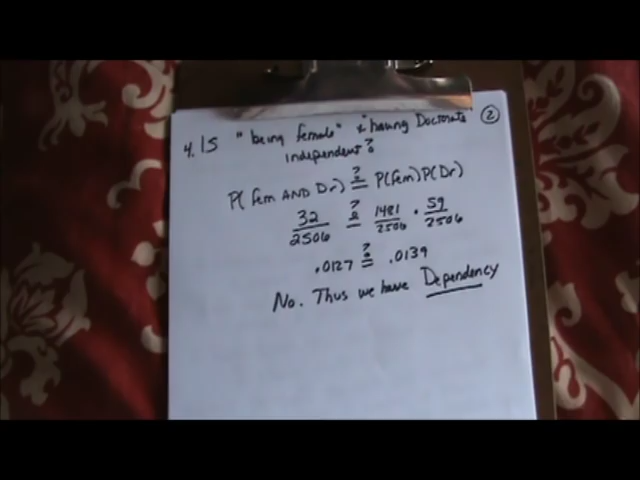 4. Is "being female" & "having Doctorate" ②
independent?
P(Fem AND Dr) ≟ P(Fem)P(Dr)
32/2506 ≟ 1481/2506 · 59/2506
.0127 ≟ .0139
No. Thus we have Dependency